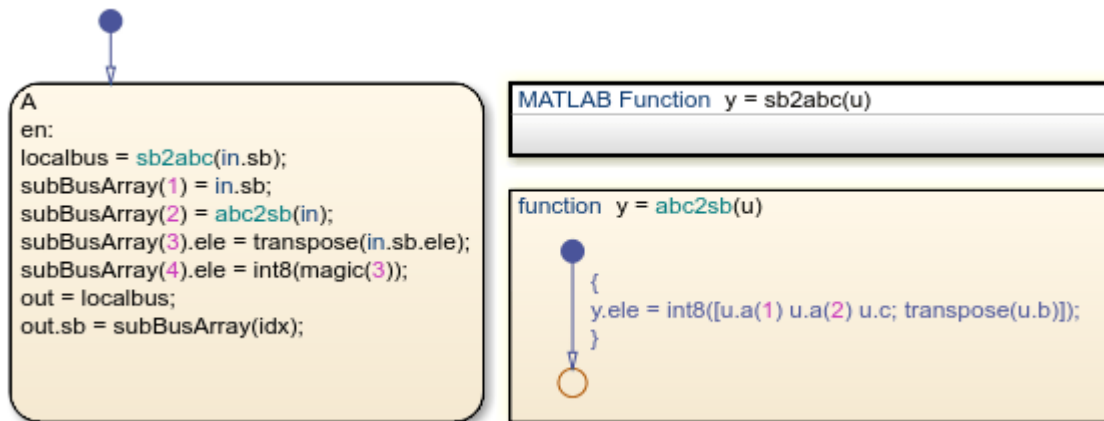 A
en:
localbus = sb2abc(in.sb);
subBusArray(1) = in.sb;
subBusArray(2) = abc2sb(in);
subBusArray(3).ele = transpose(in.sb.ele);
subBusArray(4).ele = int8(magic(3));
out = localbus;
out.sb = subBusArray(idx);
MATLAB Function y = sb2abc(u)
function y = abc2sb(u)
{
y.ele = int8([u.a(1) u.a(2) u.c; transpose(u.b)]);
}